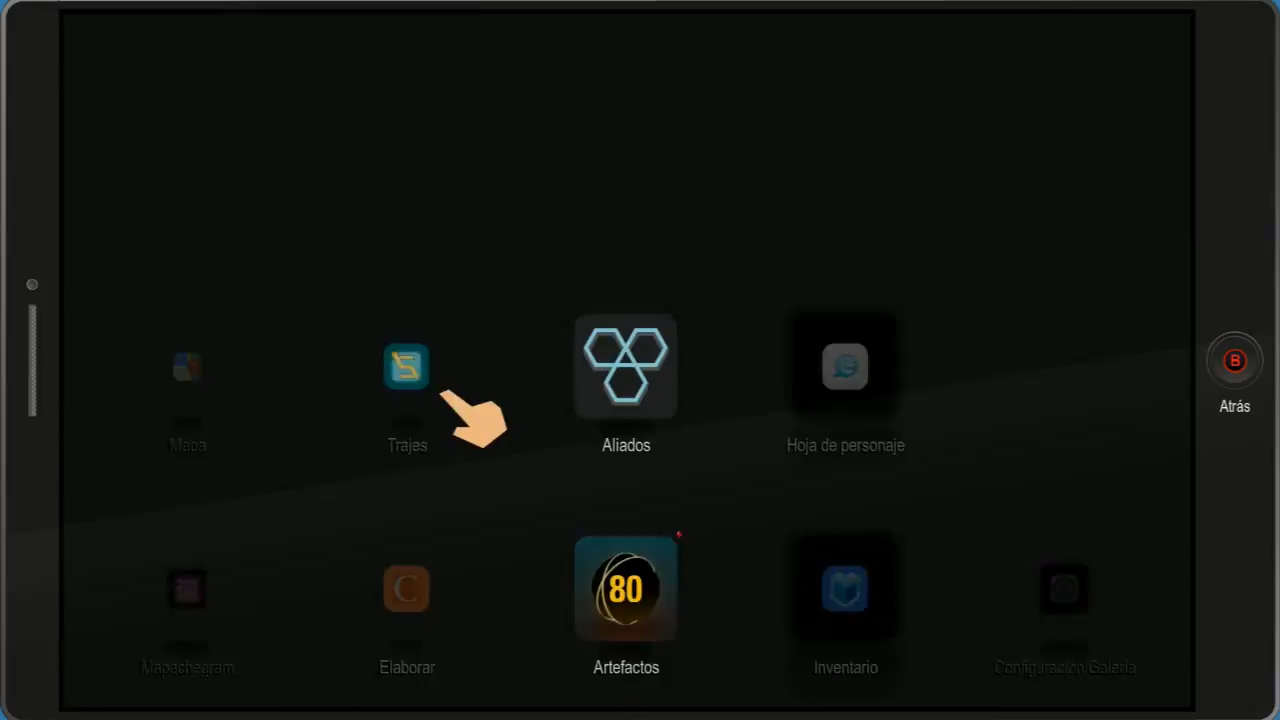 Mapa
Trajes
Aliados
Hoja de personaje
B
Atrás
C
80
Mapachegram
Elaborar
Artefactos
Inventario
Configuración Galería